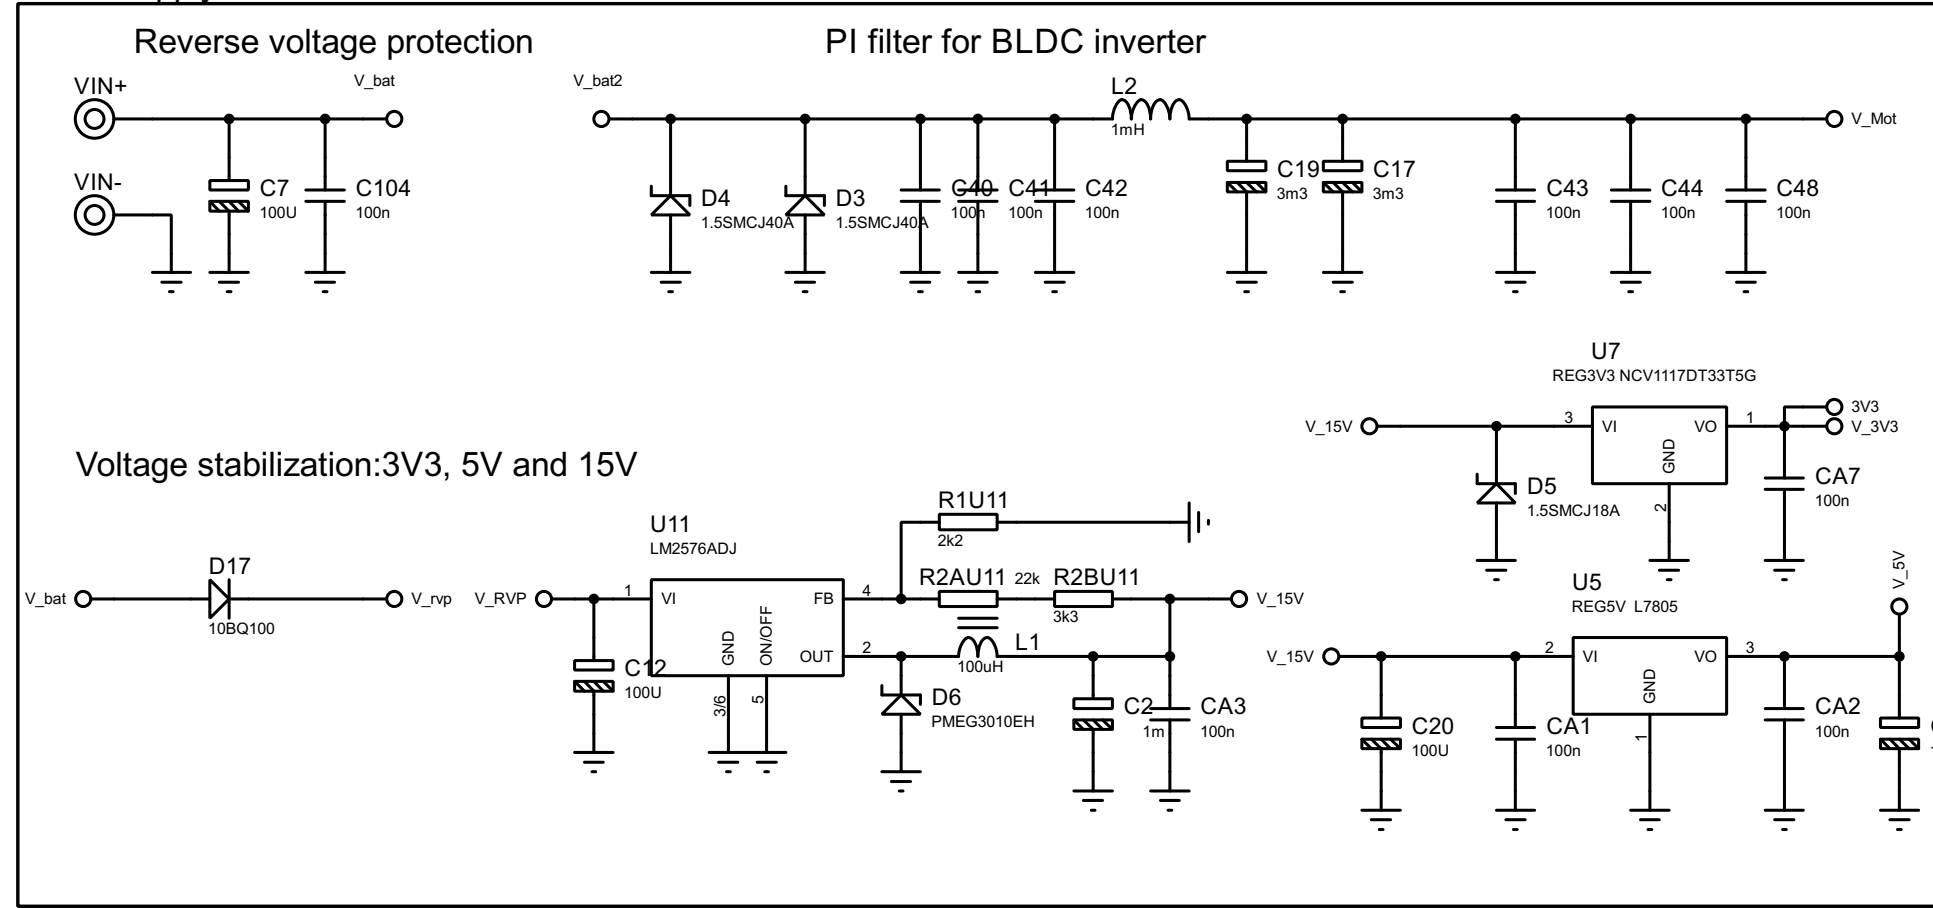 Reverse voltage protection
PI filter for BLDC inverter
VIN+
V_bat
V_bat2
L2
1mH
V_Mot
VIN-
C7
100U
C104
100n
D4
1.5SMCJ40A
D3
1.5SMCJ40A
C40
100n
C41
100n
C42
100n
C19
3m3
C17
3m3
C43
100n
C44
100n
C48
100n
U7
REG3V3 NCV1117DT33T5G
V_15V
3
VI
VO
GND
2
1
3V3
V_3V3
D5
1.5SMCJ18A
CA7
100n
Voltage stabilization:3V3, 5V and 15V
D17
V_bat
V_rvp
10BQ100
V_RVP
U11
LM2576ADJ
1
VI
FB
4
GND
ON/OFF
OUT
2
3/6
5
C12
100U
R1U11
2k2
R2AU11
22k
R2BU11
3k3
V_15V
L1
100uH
D6
PMEG3010EH
C2
1m
CA3
100n
U5
REG5V L7805
V_5V
V_15V
2
VI
VO
3
GND
1
C20
100U
CA1
100n
CA2
100n